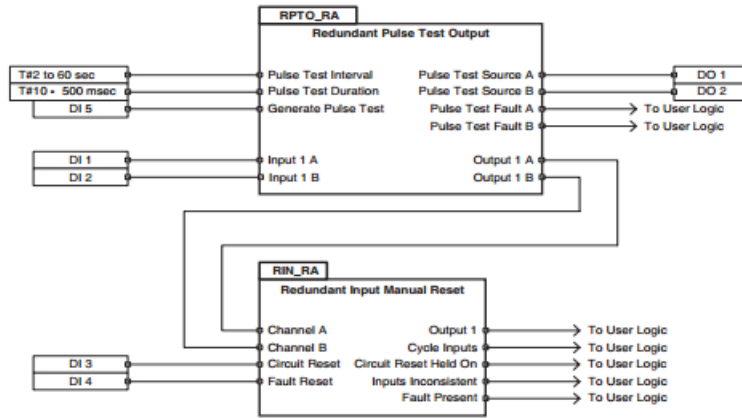 RPTO_RA
Redundant Pulse Test Output
T#2 to 60 sec Pulse Test Interval Pulse Test Source A DO 1
T#10 - 500 msec Pulse Test Duration Pulse Test Source B DO 2
DI 5 Generate Pulse Test Pulse Test Fault A To User Logic
Pulse Test Fault B To User Logic
DI 1 Input 1 A Output 1 A
DI 2 Input 1 B Output 1 B
RIN_RA
Redundant Input Manual Reset
Channel A Output 1 To User Logic
Channel B Cycle Inputs To User Logic
DI 3 Circuit Reset Circuit Reset Held On To User Logic
DI 4 Fault Reset Inputs Inconsistent To User Logic
Fault Present To User Logic